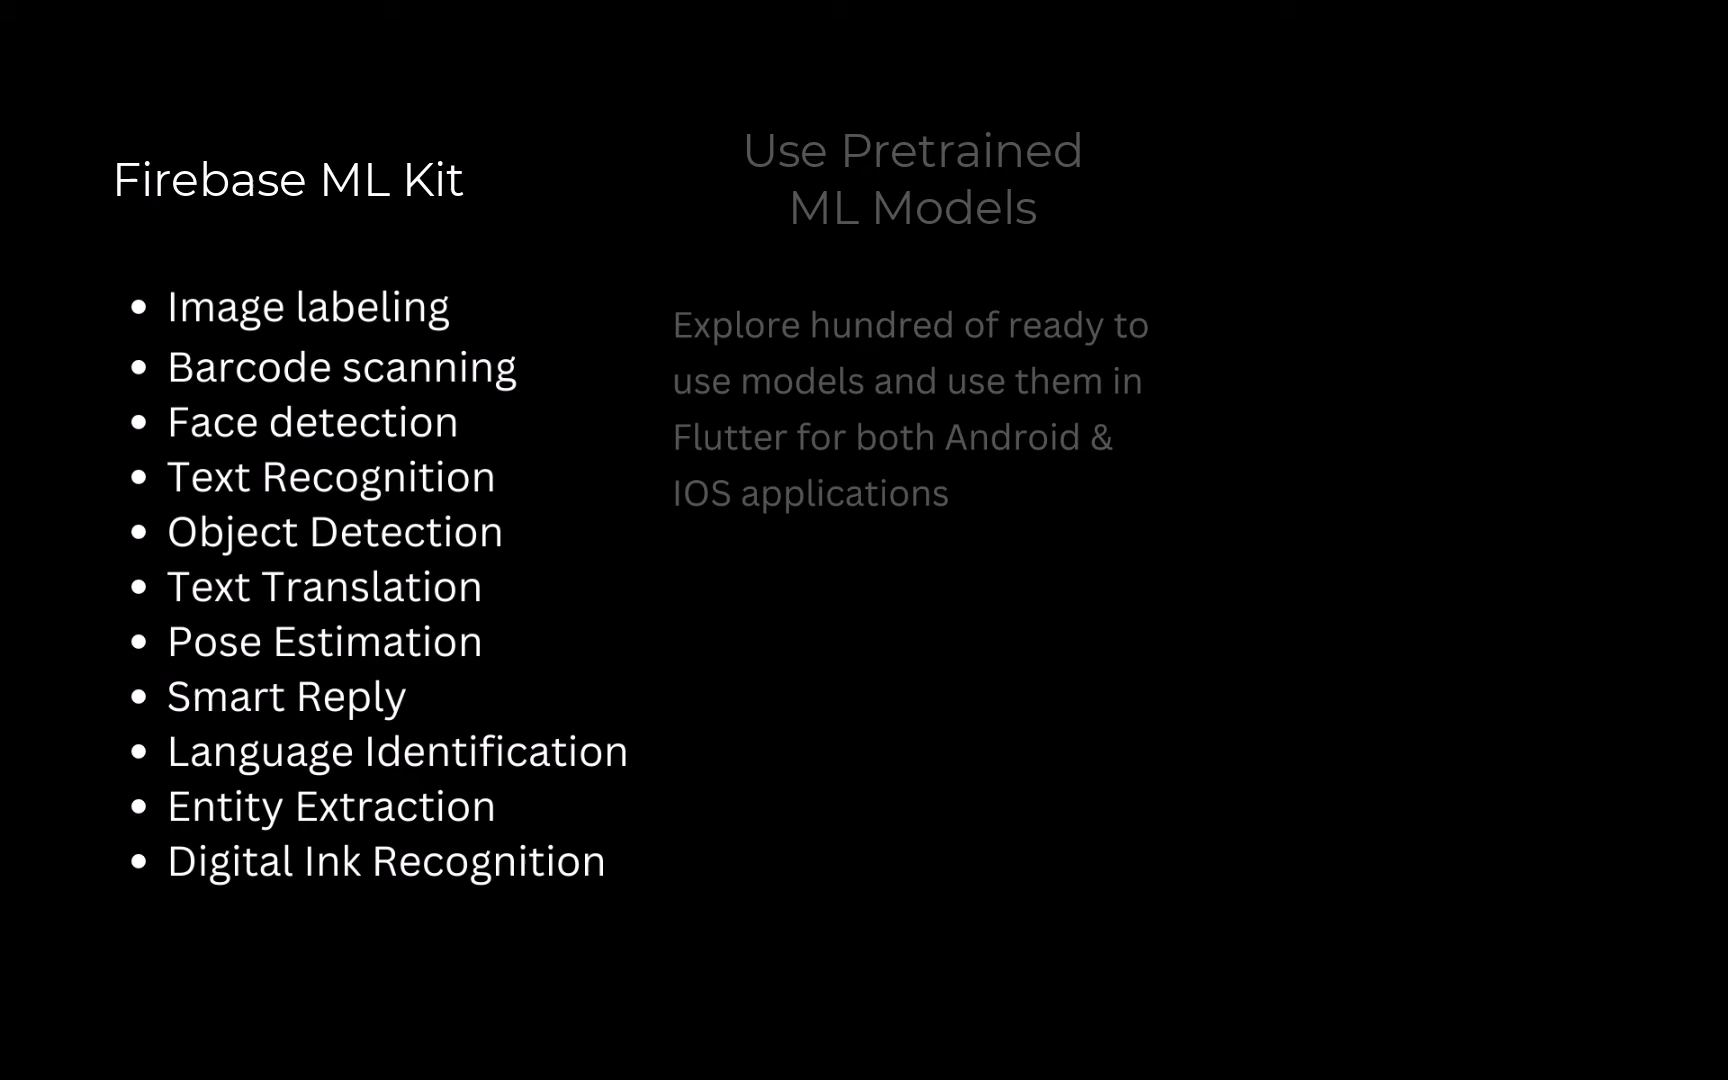 Firebase ML Kit
• Image labeling
• Barcode scanning
• Face detection
• Text Recognition
• Object Detection
• Text Translation
• Pose Estimation
• Smart Reply
• Language Identification
• Entity Extraction
• Digital Ink Recognition
Use Pretrained
ML Models
Explore hundred of ready to
use models and use them in
Flutter for both Android &
IOS applications